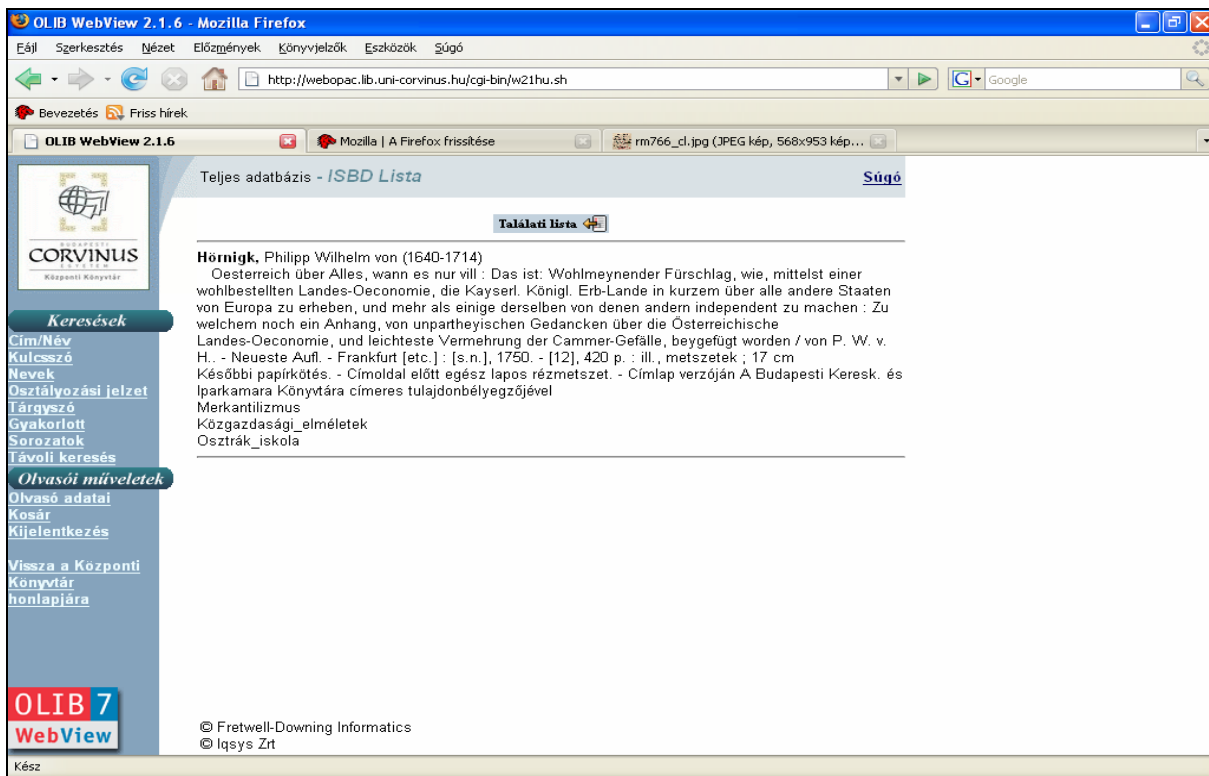 OLIB WebView 2.1.6 - Mozilla Firefox
Fájl Szerkesztés Nézet Előzmények Könyvjelzők Eszközök Súgó
http://webopac.lib.uni-corvinus.hu/cgi-bin/w21hu.sh
Google
Bevezetés Friss hírek
OLIB WebView 2.1.6
Mozilla | A Firefox frissítése
rm766_cl.jpg (JPEG kép, 568x953 kép...
BUDAPESTI
CORVINUS
EGYETEM
Központi Könyvtár
Keresések
Cím/Név
Kulcsszó
Nevek
Osztályozási jelzet
Tárgyszó
Gyakorlott
Sorozatok
Távoli keresés
Olvasói műveletek
Olvasó adatai
Kosár
Kijelentkezés
Vissza a Központi
Könyvtár
honlapjára
OLIB 7
WebView
Teljes adatbázis - ISBD Lista
Súgó
Találati lista
Hörnigk, Philipp Wilhelm von (1640-1714)
Oesterreich über Alles, wann es nur vill : Das ist: Wohlmeynender Fürschlag, wie, mittelst einer
wohlbestellten Landes-Oeconomie, die Kayserl. Königl. Erb-Lande in kurzem über alle andere Staaten
von Europa zu erheben, und mehr als einige derselben von denen andern independent zu machen : Zu
welchem noch ein Anhang, von unpartheyischen Gedancken über die Österreichische
Landes-Oeconomie, und leichteste Vermehrung der Cammer-Gefälle, beygefügt worden / von P. W. v.
H.. - Neueste Aufl. - Frankfurt [etc.] : [s.n.], 1750. - [12], 420 p. : ill., metszetek ; 17 cm
Későbbi papírkötés. - Címoldal előtt egész lapos rézmetszet. - Címlap verzóján A Budapesti Keresk. és
Iparkamara Könyvtára címeres tulajdonbélyegzőjével
Merkantilizmus
Közgazdasági_elméletek
Osztrák_iskola
© Fretwell-Downing Informatics
© Iqsys Zrt
Kész